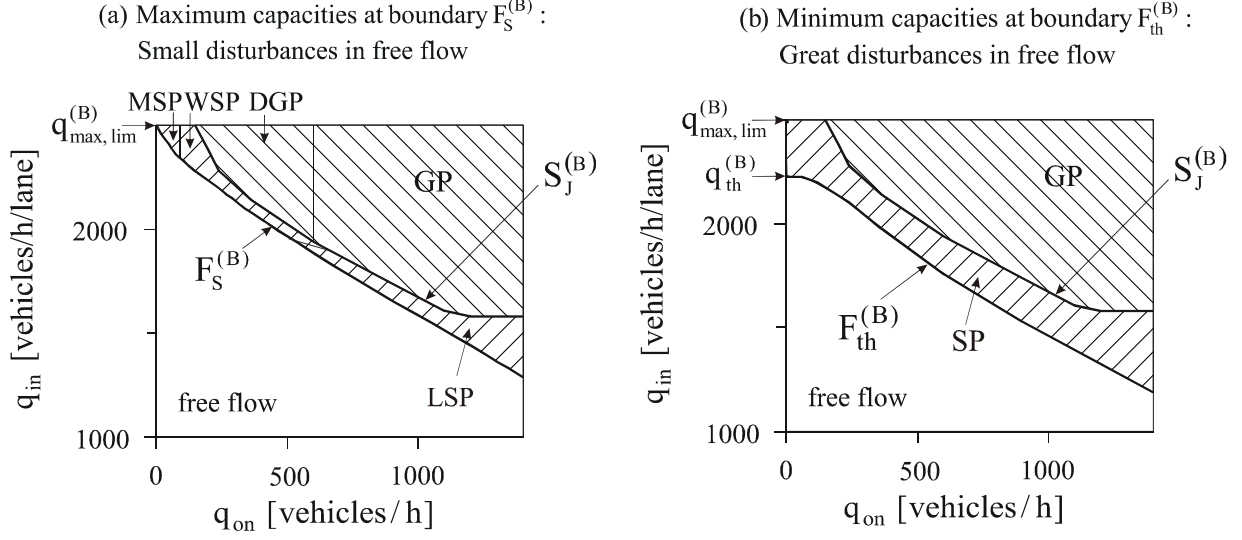 (a) Maximum capacities at boundary F_S^(B) :
Small disturbances in free flow
MSP WSP DGP
q_max, lim^(B)
GP
S_J^(B)
2000
F_S^(B)
q_in [vehicles/h/lane]
LSP
free flow
1000
0 500 1000
q_on [vehicles/h]
(b) Minimum capacities at boundary F_th^(B) :
Great disturbances in free flow
q_max, lim^(B)
q_th^(B)
GP
S_J^(B)
2000
q_in [vehicles/h/lane]
F_th^(B)
SP
free flow
1000
0 500 1000
q_on [vehicles/h]